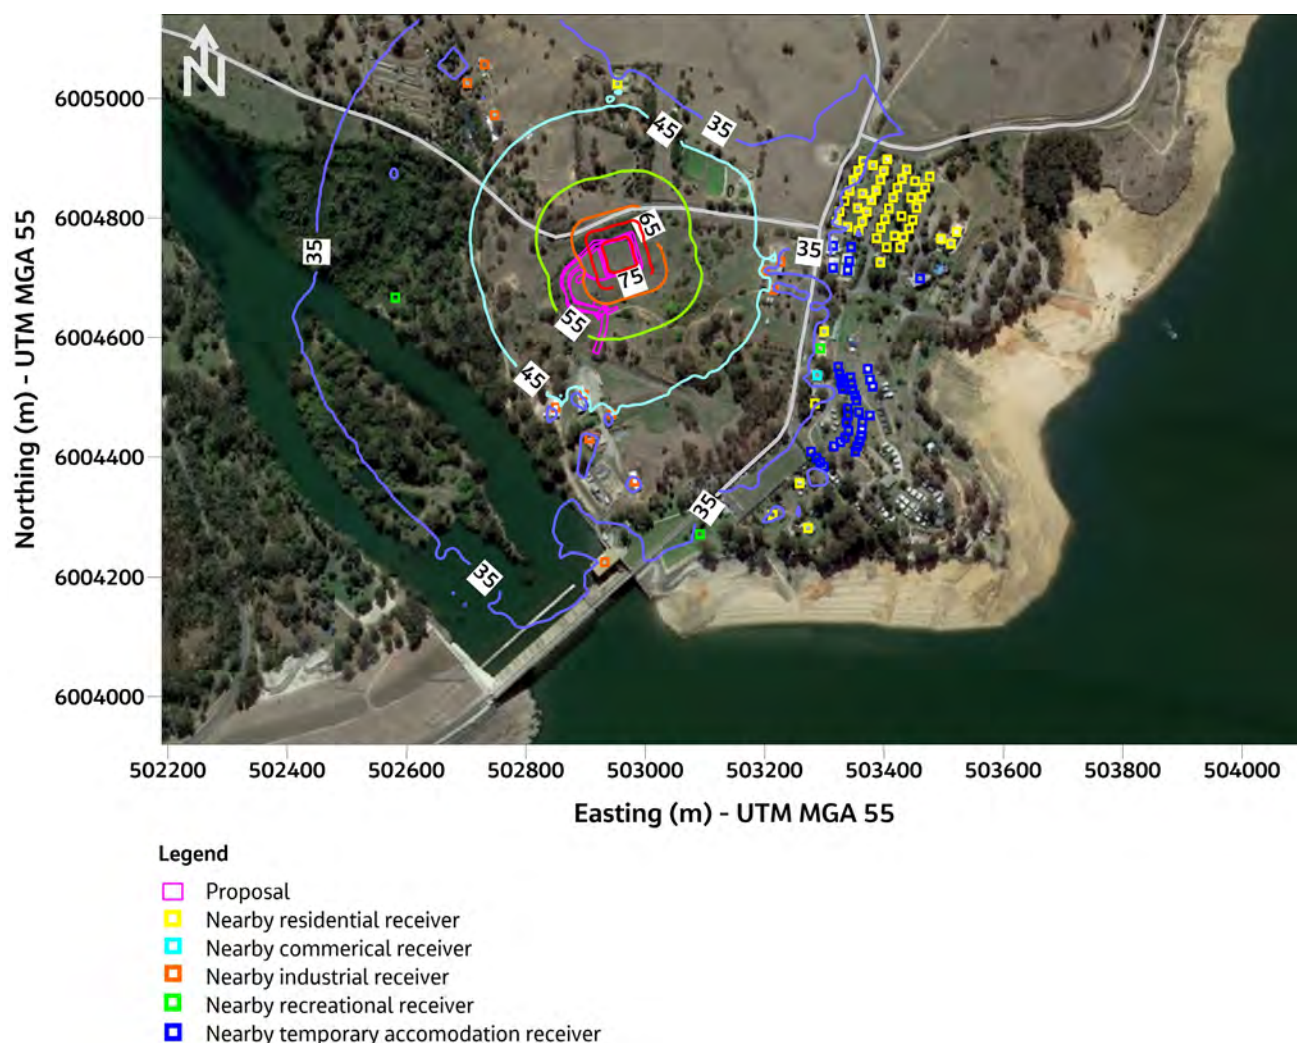 N
6005000
6004800
6004600
6004400
6004200
6004000
Northing (m) - UTM MGA 55
45
35
65
35
35
75
55
45
35
35
502200 502400 502600 502800 503000 503200 503400 503600 503800 504000
Easting (m) - UTM MGA 55
Legend
Proposal
Nearby residential receiver
Nearby commerical receiver
Nearby industrial receiver
Nearby recreational receiver
Nearby temporary accomodation receiver